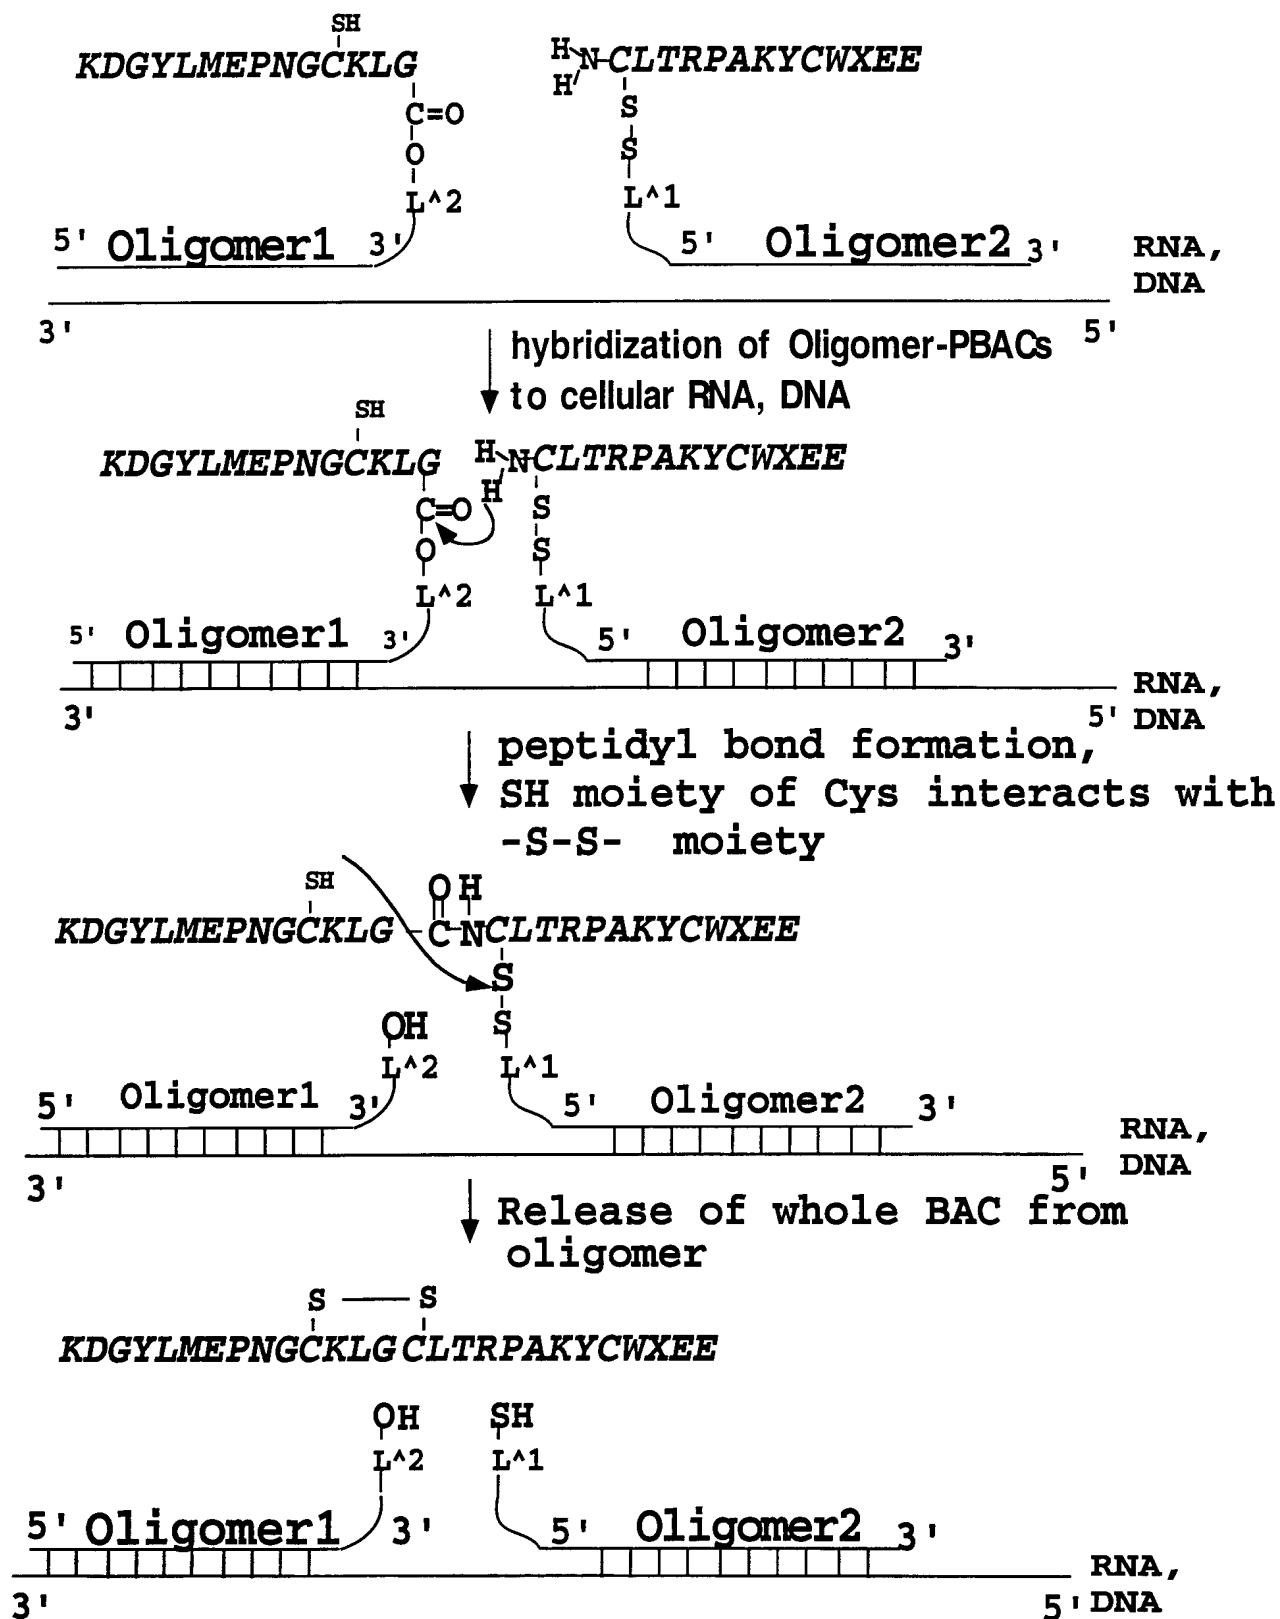 SH
KDGYLMEPNGCKLG
H
N-CLTRPAKYCWXEE
H
C=O
S
O
S
L^2
L^1
5' Oligomer1 3'
5' Oligomer2 3'
RNA,
DNA
3'
5'
hybridization of Oligomer-PBACs
to cellular RNA, DNA
SH
KDGYLMEPNGCKLG
H
NCLTRPAKYCWXEE
H
C=O
S
O
S
L^2
L^1
5' Oligomer1 3'
5' Oligomer2 3'
RNA,
3'
5' DNA
peptidyl bond formation,
SH moiety of Cys interacts with
-S-S- moiety
SH
O H
KDGYLMEPNGCKLG -C-NCLTRPAKYCWXEE
S
OH
S
L^2
L^1
5' Oligomer1 3'
5' Oligomer2 3'
RNA,
DNA
3'
5'
Release of whole BAC from
oligomer
S — S
KDGYLMEPNGCKLGCLTRPAKYCWXEE
OH
SH
L^2
L^1
5' Oligomer1 3'
5' Oligomer2 3'
RNA,
3'
5' DNA